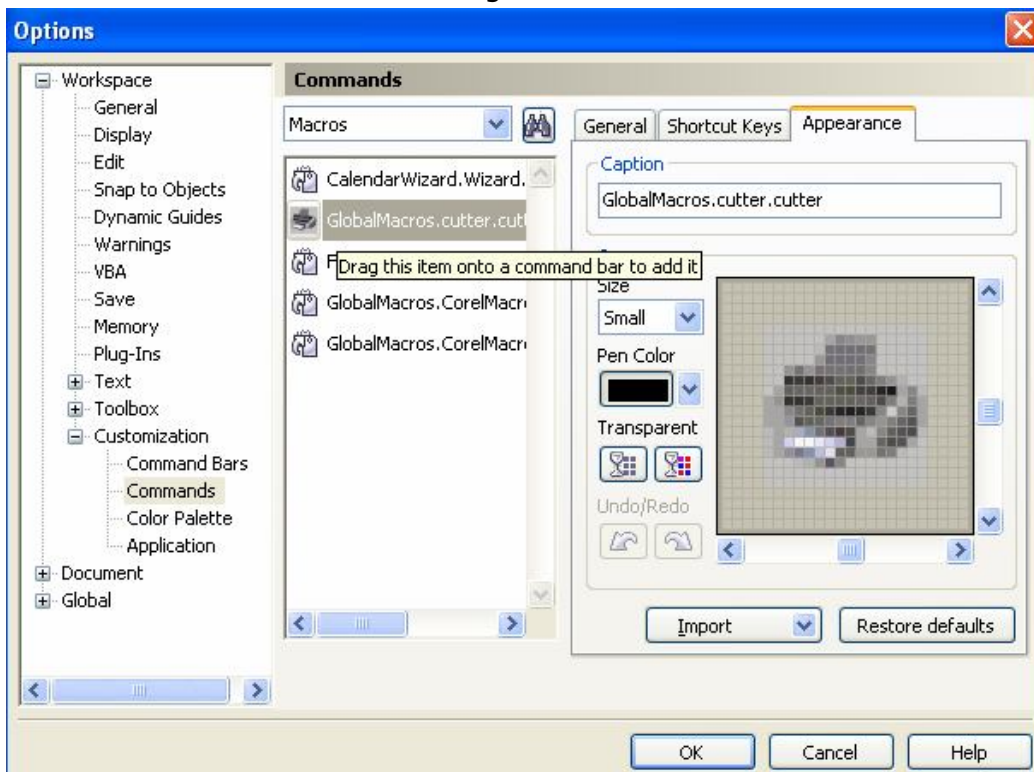 Options
Workspace
General
Display
Edit
Snap to Objects
Dynamic Guides
Warnings
VBA
Save
Memory
Plug-Ins
Text
Toolbox
Customization
Command Bars
Commands
Color Palette
Application
Document
Global
Commands
Macros
CalendarWizard.Wizard.
GlobalMacros.cutter.cutt
F
Drag this item onto a command bar to add it
GlobalMacros.CorelMacro
GlobalMacros.CorelMacro
General Shortcut Keys Appearance
Caption
GlobalMacros.cutter.cutter
Size
Small
Pen Color
Transparent
Undo/Redo
Import Restore defaults
OK Cancel Help